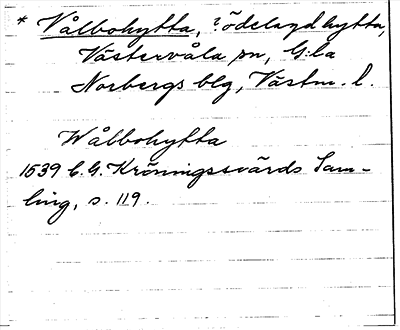 * Vålbohytta, ? ödelagd hytta,
Västervåla sn, G:la
Norbergs blg, Västm. l.
Wålbohytta
1539 C. G. Kröningssvärds Sam-
ling, s. 119.